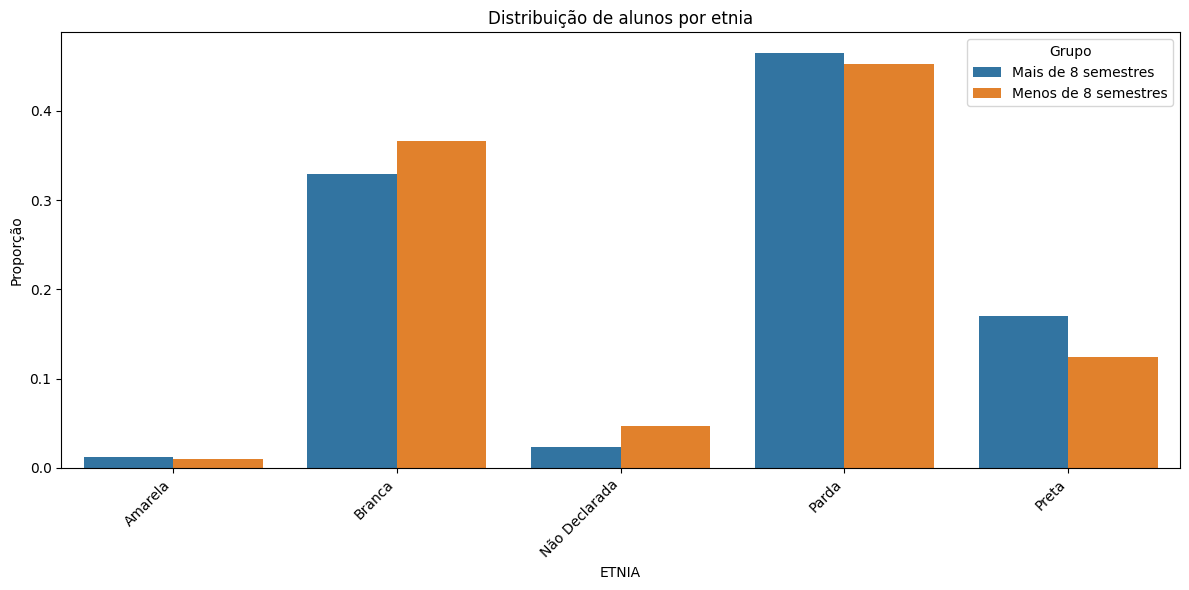 Distribuição de alunos por etnia
Grupo
Mais de 8 semestres
Menos de 8 semestres
Proporção
0.4
0.3
0.2
0.1
0.0
Amarela
Branca
Não Declarada
Parda
Preta
ETNIA